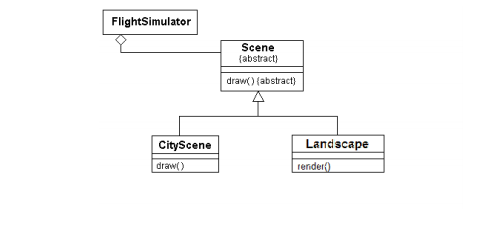 FlightSimulator
Scene
{abstract}
draw() {abstract}
CityScene
draw()
Landscape
render()